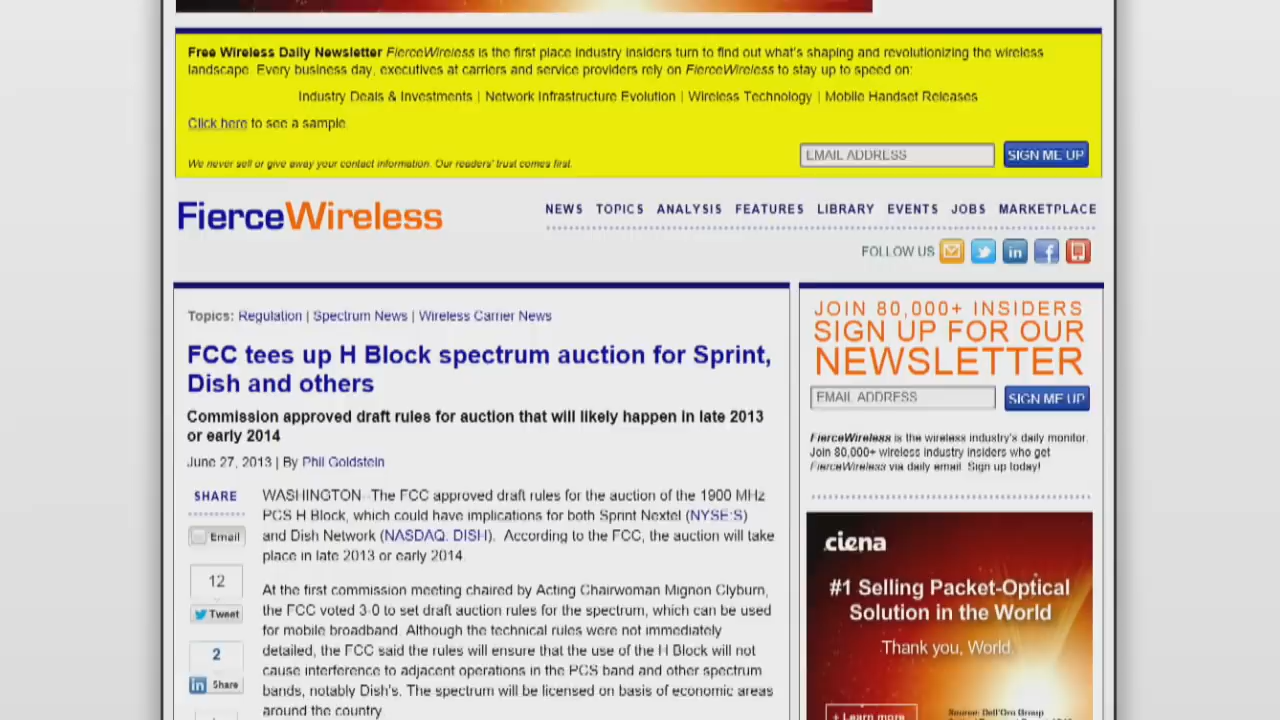 Free Wireless Daily Newsletter FierceWireless is the first place industry insiders turn to find out what's shaping and revolutionizing the wireless
landscape. Every business day, executives at carriers and service providers rely on FierceWireless to stay up to speed on:
Industry Deals & Investments | Network Infrastructure Evolution | Wireless Technology | Mobile Handset Releases
Click here to see a sample
We never sell or give away your contact information. Our readers' trust comes first.
EMAIL ADDRESS SIGN ME UP
FierceWireless
NEWS TOPICS ANALYSIS FEATURES LIBRARY EVENTS JOBS MARKETPLACE
FOLLOW US
Topics: Regulation | Spectrum News | Wireless Carrier News
FCC tees up H Block spectrum auction for Sprint,
Dish and others
Commission approved draft rules for auction that will likely happen in late 2013
or early 2014
June 27, 2013 | By Phil Goldstein
SHARE
Email
12
Tweet
2
in Share
WASHINGTON--The FCC approved draft rules for the auction of the 1900 MHz
PCS H Block, which could have implications for both Sprint Nextel (NYSE:S)
and Dish Network (NASDAQ: DISH). According to the FCC, the auction will take
place in late 2013 or early 2014.
At the first commission meeting chaired by Acting Chairwoman Mignon Clyburn,
the FCC voted 3-0 to set draft auction rules for the spectrum, which can be used
for mobile broadband. Although the technical rules were not immediately
detailed, the FCC said the rules will ensure that the use of the H Block will not
cause interference to adjacent operations in the PCS band and other spectrum
bands, notably Dish's. The spectrum will be licensed on basis of economic areas
around the country
JOIN 80,000+ INSIDERS
SIGN UP FOR OUR
NEWSLETTER
EMAIL ADDRESS SIGN ME UP
FierceWireless is the wireless industry's daily monitor.
Join 80,000+ wireless industry insiders who get
FierceWireless via daily email. Sign up today!
ciena
#1 Selling Packet-Optical
Solution in the World
Thank you, World.
+ Learn more
Source: Dell'Oro Group